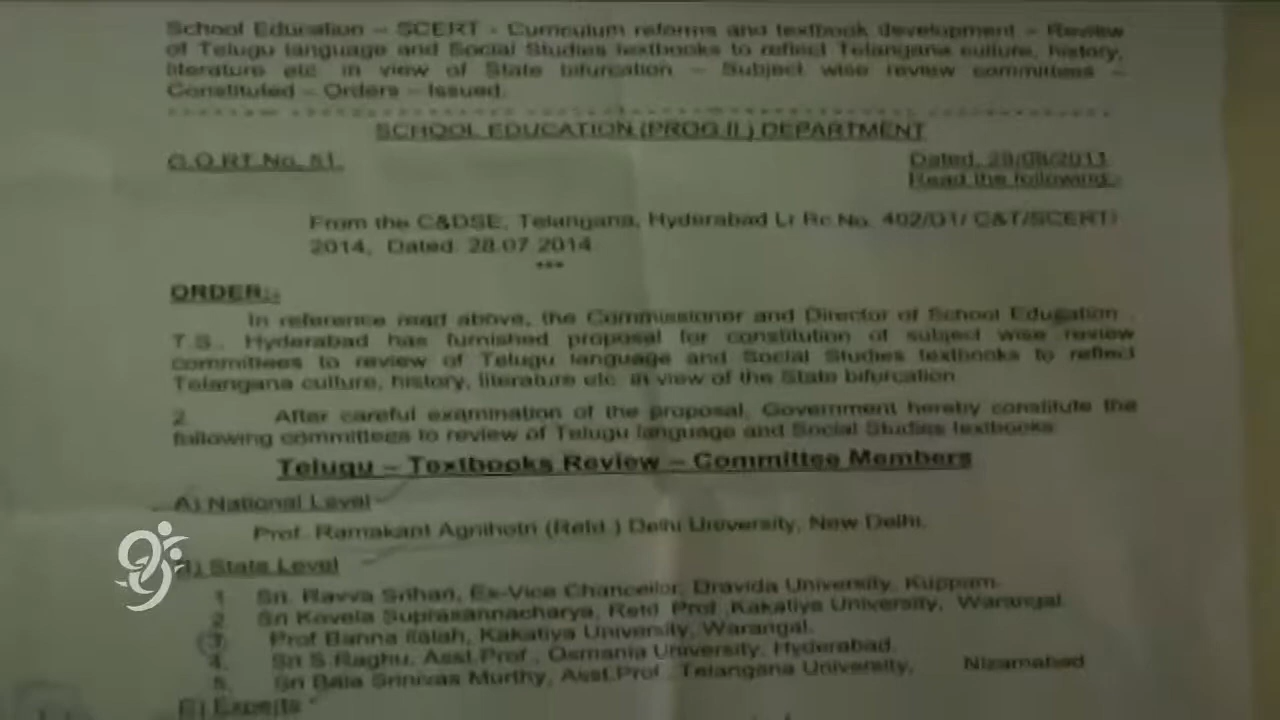 School Education – SCERT - Curriculum reforms and textbook development – Review
of Telugu language and Social Studies textbooks to reflect Telangana culture, history,
literature etc. in view of State bifurcation – Subject wise review committees –
Constituted – Orders – Issued.
SCHOOL EDUCATION (PROG.II.) DEPARTMENT
G.O.RT.No. 51.
Dated.
Read the following:-
From the C&DSE, Telangana, Hyderabad Lr Rc.No. 402/D1/ C&T/SCERT/
2014, Dated: 28.07.2014
***
ORDER:-
In reference read above, the Commissioner and Director of School Education
T.S., Hyderabad has furnished proposal for constitution of subject wise review
committees to review of Telugu language and Social Studies textbooks to reflect
Telangana culture, history, literature etc. in view of the State bifurcation
2. After careful examination of the proposal, Government hereby constitute the
following committees to review of Telugu language and Social Studies textbooks
Telugu – Textbooks Review – Committee Members
A) National Level
Prof. Ramakant Agnihotri (Retd.) Delhi University, New Delhi.
B) State Level
1. Sri. Ravva Srihari, Ex-Vice Chancellor, Dravida University, Kuppam.
2. Sri Kovela Suprasannacharya, Retd. Prof. Kakatiya University, Warangal.
3. Prof Banna Ilaiah, Kakatiya University, Warangal.
4. Sri S.Raghu, Asst.Prof., Osmania University, Hyderabad.
5. Sri Bala Srinivas Murthy, Asst.Prof., Telangana University, Nizamabad
Experts